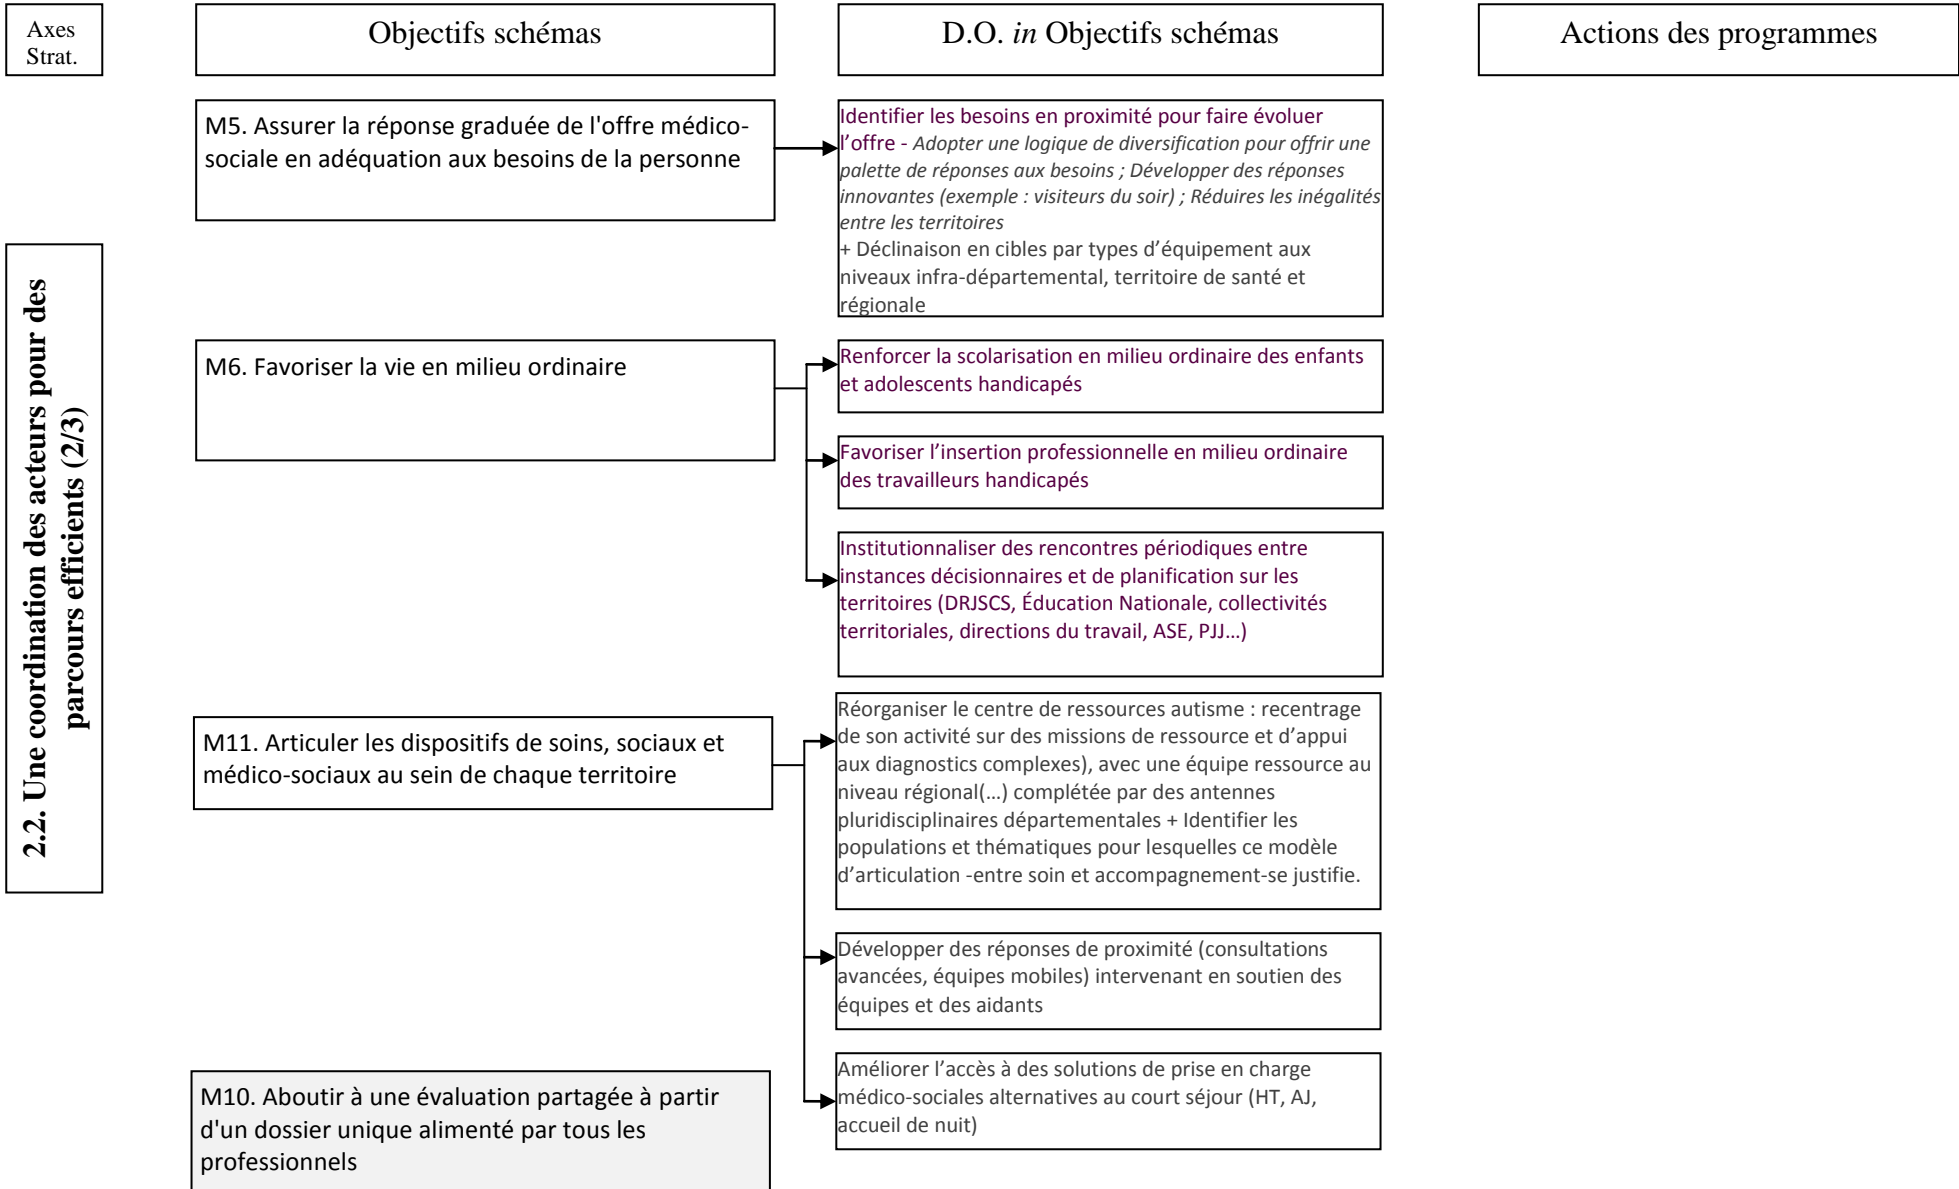 Axes
Strat.
Objectifs schémas
D.O. in Objectifs schémas
Actions des programmes
2.2. Une coordination des acteurs pour des
parcours efficients (2/3)
M5. Assurer la réponse graduée de l'offre médico-
sociale en adéquation aux besoins de la personne
Identifier les besoins en proximité pour faire évoluer
l’offre - Adopter une logique de diversification pour offrir une
palette de réponses aux besoins ; Développer des réponses
innovantes (exemple : visiteurs du soir) ; Réduires les inégalités
entre les territoires
+ Déclinaison en cibles par types d’équipement aux
niveaux infra-départemental, territoire de santé et
régionale
M6. Favoriser la vie en milieu ordinaire
Renforcer la scolarisation en milieu ordinaire des enfants
et adolescents handicapés
Favoriser l’insertion professionnelle en milieu ordinaire
des travailleurs handicapés
Institutionnaliser des rencontres périodiques entre
instances décisionnaires et de planification sur les
territoires (DRJSCS, Éducation Nationale, collectivités
territoriales, directions du travail, ASE, PJJ…)
M11. Articuler les dispositifs de soins, sociaux et
médico-sociaux au sein de chaque territoire
Réorganiser le centre de ressources autisme : recentrage
de son activité sur des missions de ressource et d’appui
aux diagnostics complexes), avec une équipe ressource au
niveau régional(…) complétée par des antennes
pluridisciplinaires départementales + Identifier les
populations et thématiques pour lesquelles ce modèle
d’articulation -entre soin et accompagnement-se justifie.
Développer des réponses de proximité (consultations
avancées, équipes mobiles) intervenant en soutien des
équipes et des aidants
Améliorer l’accès à des solutions de prise en charge
médico-sociales alternatives au court séjour (HT, AJ,
accueil de nuit)
M10. Aboutir à une évaluation partagée à partir
d'un dossier unique alimenté par tous les
professionnels